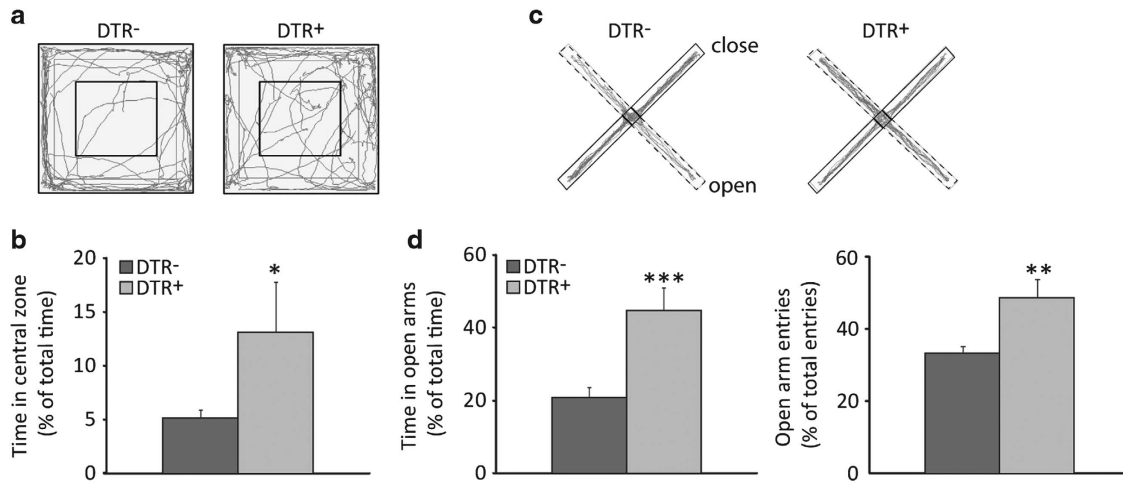 a
DTR-
DTR+
c
DTR-
DTR+
close
open
b
Time in central zone
(% of total time)
20
15
10
5
0
DTR-
DTR+
*
d
Time in open arms
(% of total time)
60
40
20
0
DTR-
DTR+
***
Open arm entries
(% of total entries)
60
40
20
0
**